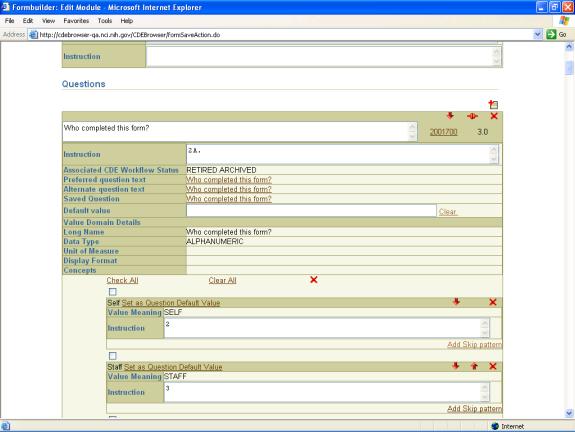 Formbuilder: Edit Module - Microsoft Internet Explorer
File Edit View Favorites Tools Help
Address http://cdebrowser-qa.nci.nih.gov/CDEBrowser/formSaveAction.do Go
Instruction
Questions
Who completed this form? 2001700 3.0
Instruction 2A.
Associated CDE Workflow Status RETIRED ARCHIVED
Preferred question text Who completed this form?
Alternate question text Who completed this form?
Saved Question Who completed this form?
Default value Clear
Value Domain Details
Long Name Who completed this form?
Data Type ALPHANUMERIC
Unit of Measure
Display Format
Concepts
Check All Clear All
Self Set as Question Default Value
Value Meaning SELF
Instruction 2
Add Skip pattern
Staff Set as Question Default Value
Value Meaning STAFF
Instruction 3
Add Skip pattern
Internet